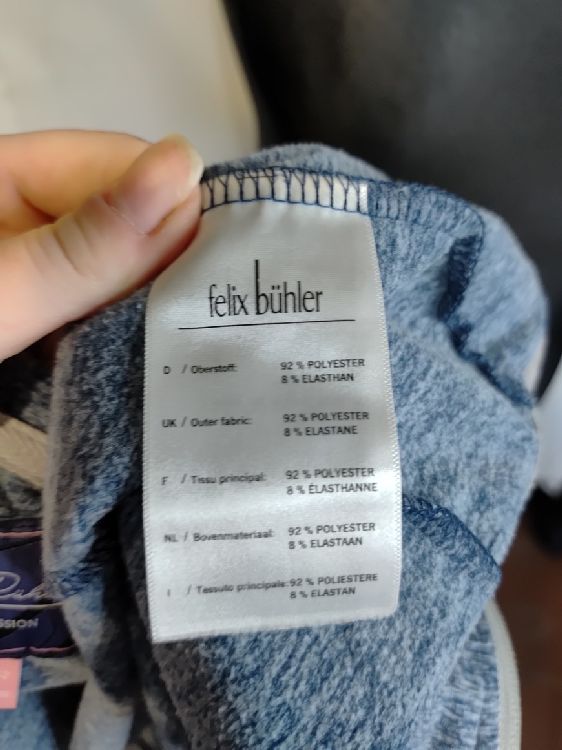 felix bühler
D / Oberstoff: 92 % POLYESTER
8 % ELASTHAN
UK / Outer fabric: 92 % POLYESTER
8 % ELASTANE
F / Tissu principal: 92 % POLYESTER
8 % ÉLASTHANNE
NL / Bovenmateriaal: 92 % POLYESTER
8 % ELASTAAN
I / Tessuto principale: 92 % POLIESTERE
8 % ELASTAN